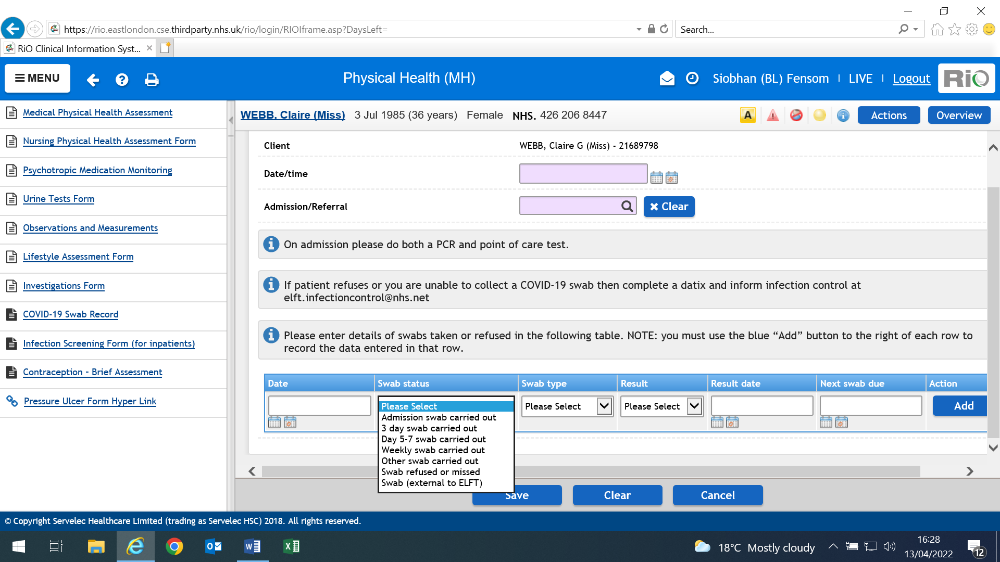 https://rio.eastlondon.cse.thirdparty.nhs.uk/rio/login/RIOIframe.asp?DaysLeft=
Search...
RiO Clinical Information Syst...
MENU
Physical Health (MH)
Siobhan (BL) Fensom
LIVE
Logout
RiO
Medical Physical Health Assessment
Nursing Physical Health Assessment Form
Psychotropic Medication Monitoring
Urine Tests Form
Observations and Measurements
Lifestyle Assessment Form
Investigations Form
COVID-19 Swab Record
Infection Screening Form (for inpatients)
Contraception - Brief Assessment
Pressure Ulcer Form Hyper Link
WEBB, Claire (Miss) 3 Jul 1985 (36 years) Female NHS. 426 206 8447
A
Actions
Overview
Client WEBB, Claire G (Miss) - 21689798
Date/time
Admission/Referral
Clear
On admission please do both a PCR and point of care test.
If patient refuses or you are unable to collect a COVID-19 swab then complete a datix and inform infection control at
elft.infectioncontrol@nhs.net
Please enter details of swabs taken or refused in the following table. NOTE: you must use the blue “Add” button to the right of each row to
record the data entered in that row.
Date Swab status Swab type Result Result date Next swab due Action
Please Select
Admission swab carried out
3 day swab carried out
Day 5-7 swab carried out
Weekly swab carried out
Other swab carried out
Swab refused or missed
Swab (external to ELFT)
Please Select
Please Select
Add
Save
Clear
Cancel
© Copyright Servelec Healthcare Limited (trading as Servelec HSC) 2018. All rights reserved.
18°C Mostly cloudy
16:28
13/04/2022
12